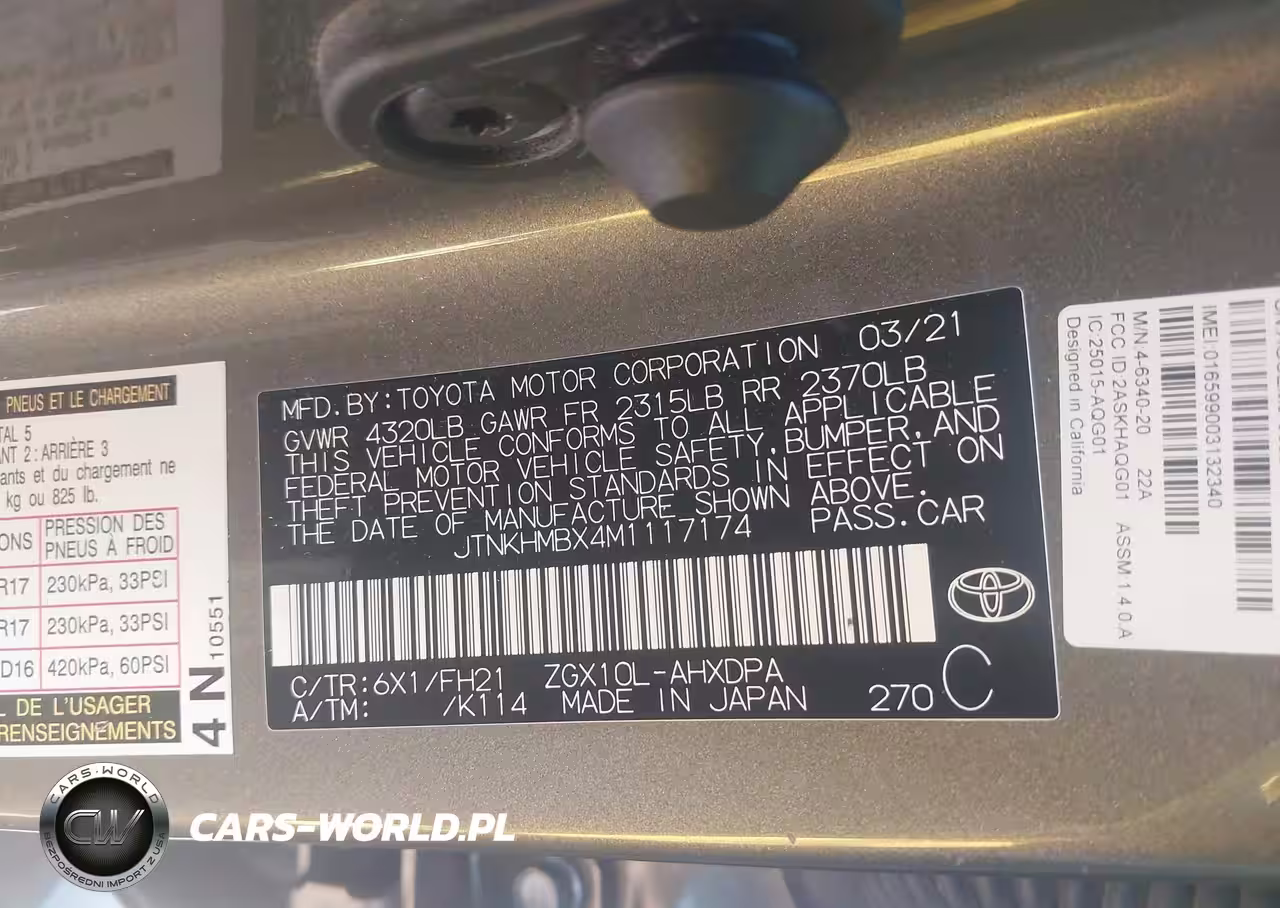 PNEUS ET LE CHARGEMENT
TAL 5
ANT 2 : ARRIÈRE 3
ants et du chargement ne
kg ou 825 lb.
ONS PRESSION DES PNEUS À FROID
R17 230kPa, 33PSI
R17 230kPa, 33PSI
D16 420kPa, 60PSI
L DE L'USAGER
RENSEIGNEMENTS
4 N 10551
MFD.BY:TOYOTA MOTOR CORPORATION 03/21
GVWR 4320LB GAWR FR 2315LB RR 2370LB
THIS VEHICLE CONFORMS TO ALL APPLICABLE
FEDERAL MOTOR VEHICLE SAFETY,BUMPER,AND
THEFT PREVENTION STANDARDS IN EFFECT ON
THE DATE OF MANUFACTURE SHOWN ABOVE.
JTNKHMBX4M1117174 PASS.CAR
C/TR:6X1/FH21 ZGX10L-AHXDPA
A/TM: /K114 MADE IN JAPAN 270 C
IMEI:016599003132340
M/N:4-6340-20 22A
FCC ID:2ASKHAQG01 ASSM:1.4.0.A
IC:25015-AQG01
Designed in California
CARS-WORLD
CW
BEZPOŚREDNI IMPORT Z USA
CARS-WORLD.PL